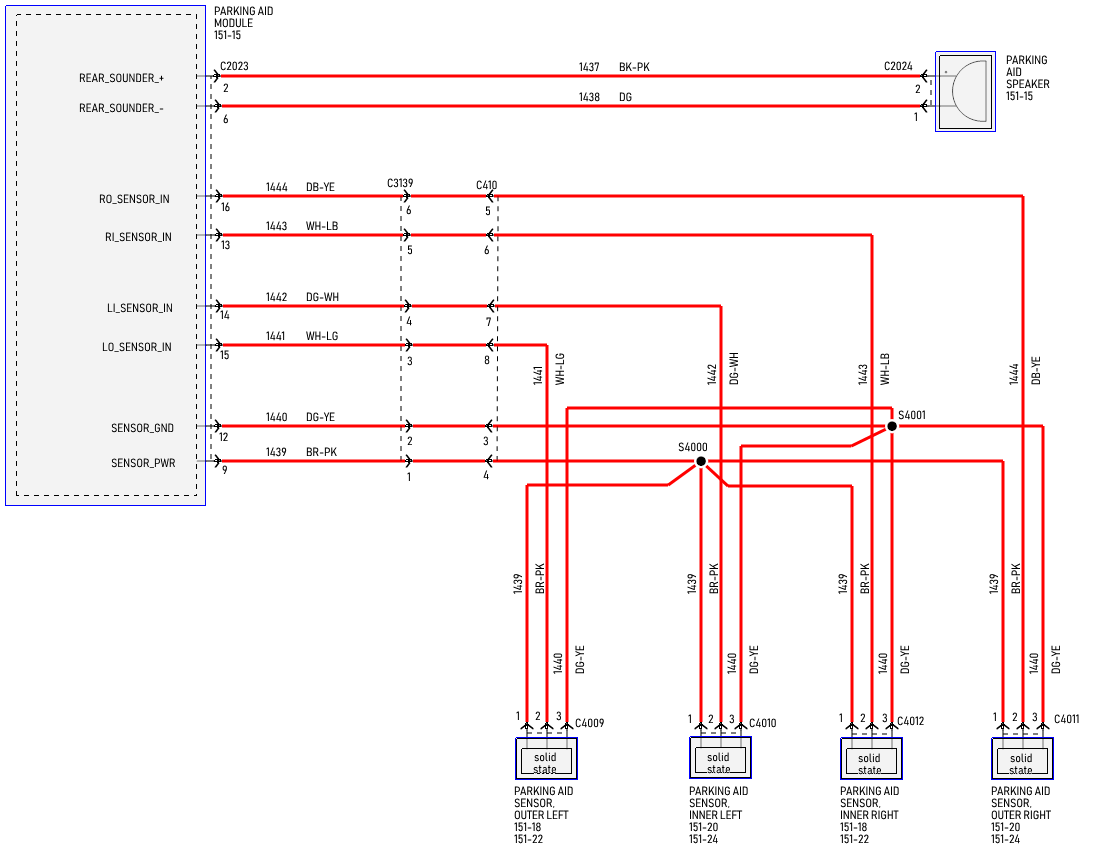 PARKING AID
MODULE
151-15
C2023
REAR_SOUNDER_+
2
1437 BK-PK
C2024
2
PARKING
AID
SPEAKER
151-15
REAR_SOUNDER_-
6
1438 DG
1
RO_SENSOR_IN
16
1444 DB-YE
C3139
6
C410
5
RI_SENSOR_IN
13
1443 WH-LB
5
6
LI_SENSOR_IN
14
1442 DG-WH
4
7
LO_SENSOR_IN
15
1441 WH-LG
3
8
1441 WH-LG
1442 DG-WH
1443 WH-LB
1444 DB-YE
SENSOR_GND
12
1440 DG-YE
2
3
S4001
SENSOR_PWR
9
1439 BR-PK
1
4
S4000
1439 BR-PK
1439 BR-PK
1439 BR-PK
1439 BR-PK
1440 DG-YE
1440 DG-YE
1440 DG-YE
1440 DG-YE
1 2 3 C4009
1 2 3 C4010
1 2 3 C4012
1 2 3 C4011
solid
state
solid
state
solid
state
solid
state
PARKING AID
SENSOR,
OUTER LEFT
151-18
151-22
PARKING AID
SENSOR,
INNER LEFT
151-20
151-24
PARKING AID
SENSOR,
INNER RIGHT
151-18
151-22
PARKING AID
SENSOR,
OUTER RIGHT
151-20
151-24